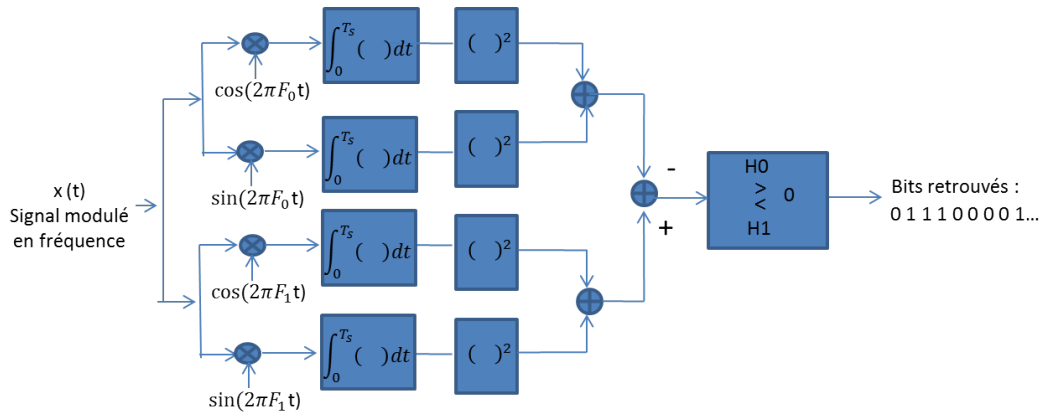 ∫₀^Ts ( )dt
( )²
cos(2πF₀t)
∫₀^Ts ( )dt
( )²
sin(2πF₀t)
x (t)
Signal modulé
en fréquence
-
+
H0
>
<
0
H1
Bits retrouvés :
0 1 1 1 0 0 0 0 1...
∫₀^Ts ( )dt
( )²
cos(2πF₁t)
∫₀^Ts ( )dt
( )²
sin(2πF₁t)